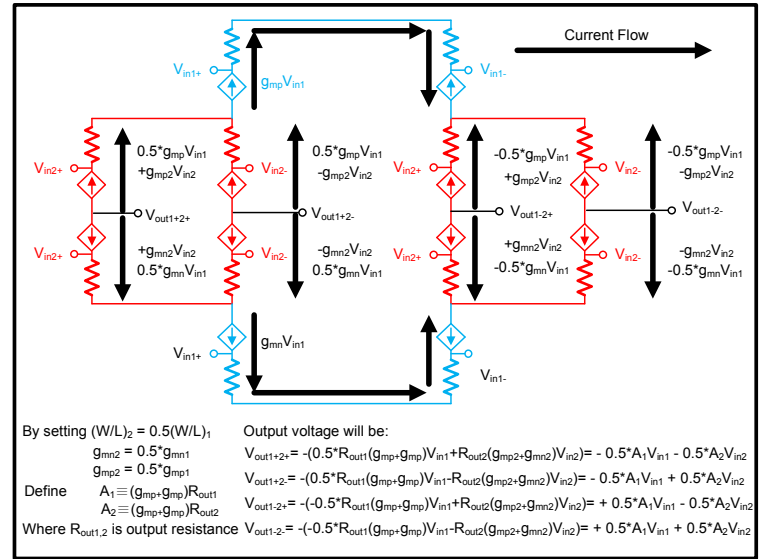 Current Flow
Vin1+
gmpVin1
Vin1-
0.5*gmpVin1
+gmp2Vin2
0.5*gmpVin1
-gmp2Vin2
-0.5*gmpVin1
+gmp2Vin2
-0.5*gmpVin1
-gmp2Vin2
Vin2+
Vin2-
Vin2+
Vin2-
Vout1+2+
Vout1+2-
Vout1-2+
Vout1-2-
Vin2+
Vin2-
Vin2+
Vin2-
+gmn2Vin2
0.5*gmnVin1
-gmn2Vin2
0.5*gmnVin1
+gmn2Vin2
-0.5*gmnVin1
-gmn2Vin2
-0.5*gmnVin1
Vin1+
gmnVin1
Vin1-
By setting (W/L)2 = 0.5(W/L)1
gmn2 = 0.5*gmn1
gmp2 = 0.5*gmp1
Define A1≡(gmp+gmp)Rout1
A2≡(gmp+gmp)Rout2
Where Rout1,2 is output resistance
Output voltage will be:
Vout1+2+= -(0.5*Rout1(gmp+gmp)Vin1+Rout2(gmp2+gmn2)Vin2)= - 0.5*A1Vin1 - 0.5*A2Vin2
Vout1+2-= -(0.5*Rout1(gmp+gmp)Vin1-Rout2(gmp2+gmn2)Vin2)= - 0.5*A1Vin1 + 0.5*A2Vin2
Vout1-2+= -(-0.5*Rout1(gmp+gmp)Vin1+Rout2(gmp2+gmn2)Vin2)= + 0.5*A1Vin1 - 0.5*A2Vin2
Vout1-2-= -(-0.5*Rout1(gmp+gmp)Vin1-Rout2(gmp2+gmn2)Vin2)= + 0.5*A1Vin1 + 0.5*A2Vin2